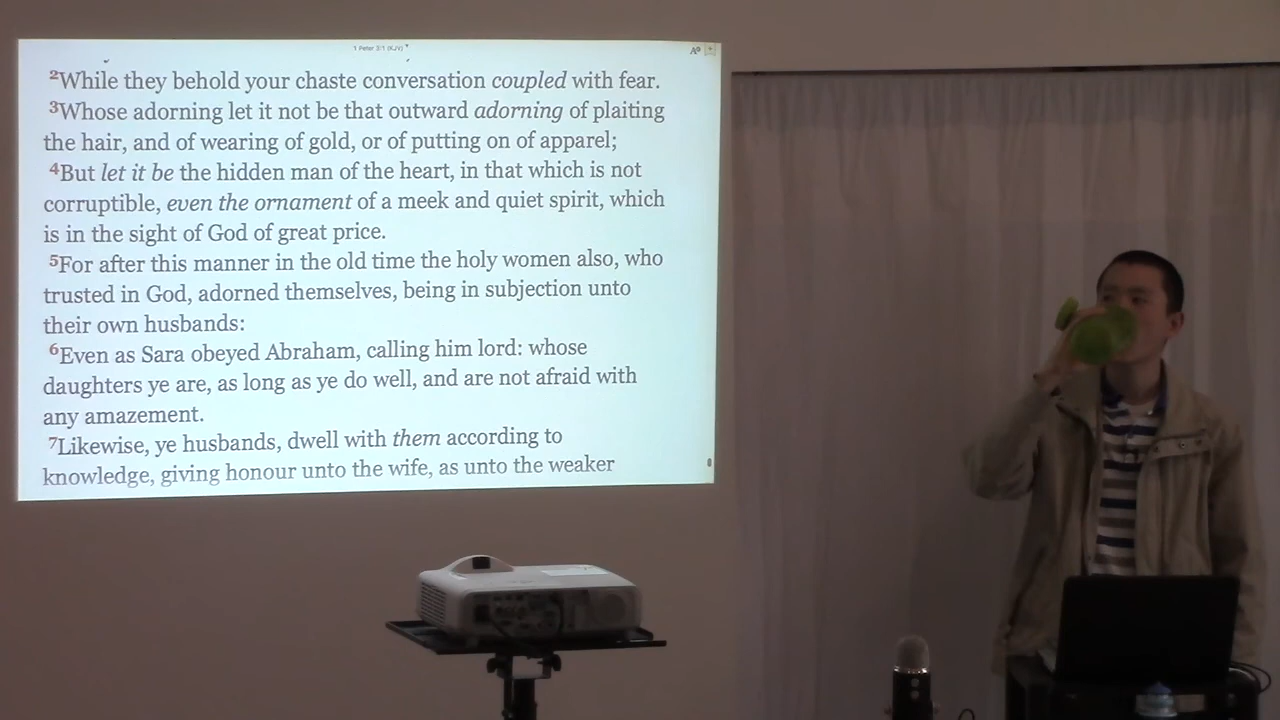 1 Peter 3:1 (KJV)
2While they behold your chaste conversation coupled with fear.
3Whose adorning let it not be that outward adorning of plaiting
the hair, and of wearing of gold, or of putting on of apparel;
4But let it be the hidden man of the heart, in that which is not
corruptible, even the ornament of a meek and quiet spirit, which
is in the sight of God of great price.
5For after this manner in the old time the holy women also, who
trusted in God, adorned themselves, being in subjection unto
their own husbands:
6Even as Sara obeyed Abraham, calling him lord: whose
daughters ye are, as long as ye do well, and are not afraid with
any amazement.
7Likewise, ye husbands, dwell with them according to
knowledge, giving honour unto the wife, as unto the weaker